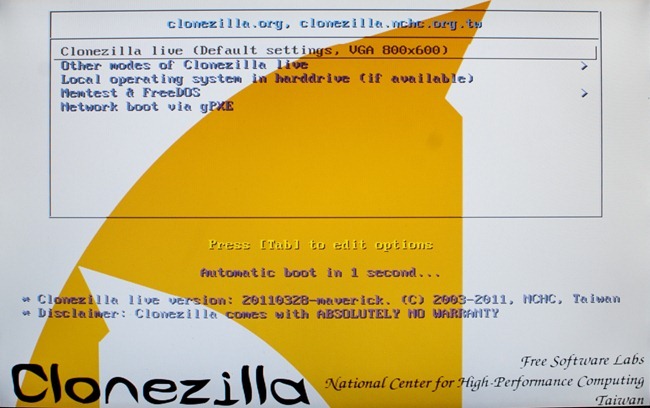 clonezilla.org, clonezilla.nchc.org.tw
Clonezilla live (Default settings, VGA 800x600)
Other modes of Clonezilla live >
Local operating system in harddrive (if available)
Memtest & FreeDOS >
Network boot via gPXE
Press [Tab] to edit options
Automatic boot in 1 second...
* Clonezilla live version: 20110328-maverick. (C) 2003-2011, NCHC, Taiwan
* Disclaimer: Clonezilla comes with ABSOLUTELY NO WARRANTY
Free Software Labs
Clonezilla National Center for High-Performance Computing
Taiwan